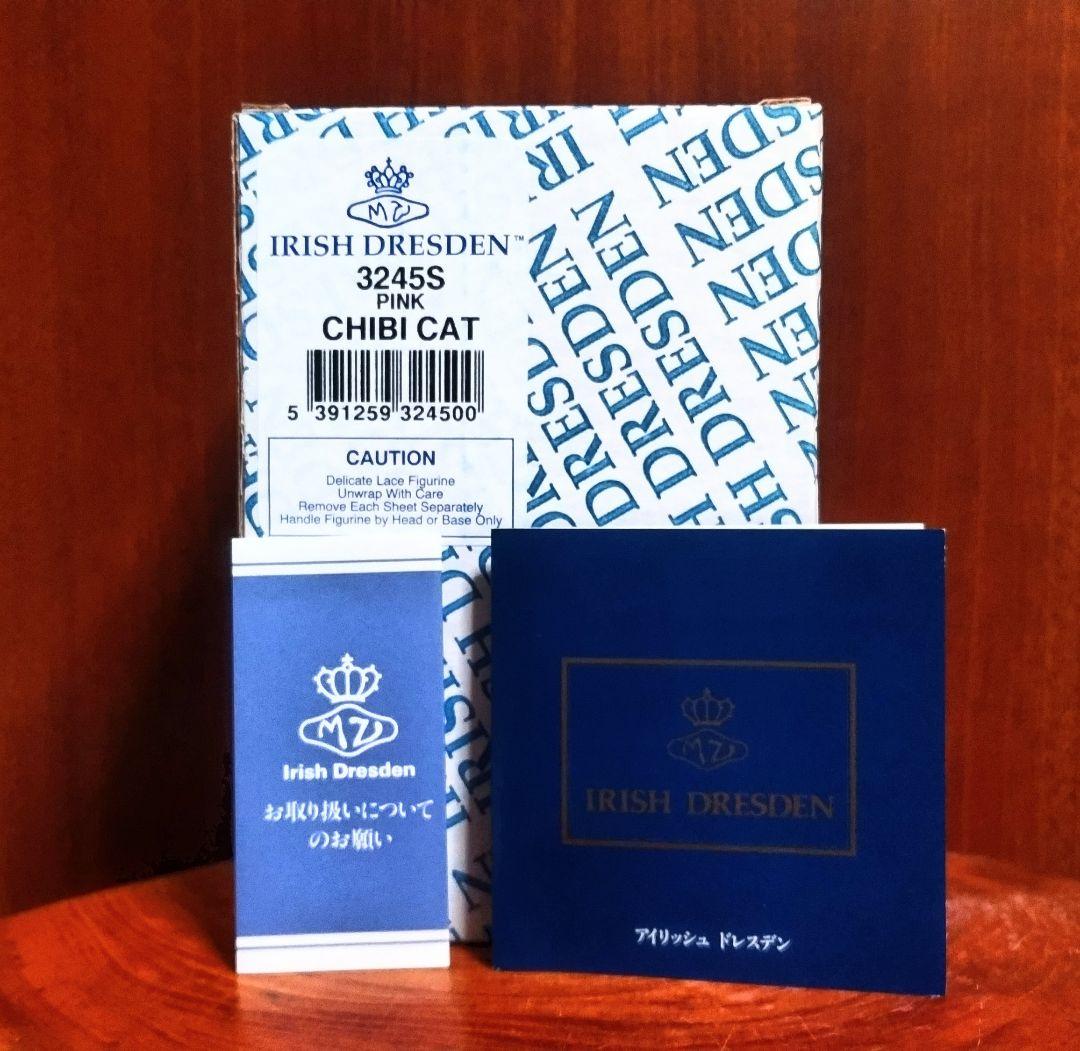 MZ
IRISH DRESDEN™
3245S
PINK
CHIBI CAT
5 391259 324500
CAUTION
Delicate Lace Figurine
Unwrap With Care
Remove Each Sheet Separately
Handle Figurine by Head or Base Only
IRISH DRESDEN
IRISH DRESDEN
DRESDEN
MZ
Irish Dresden
お取り扱いについて
のお願い
MZ
IRISH DRESDEN
アイリッシュ ドレスデン